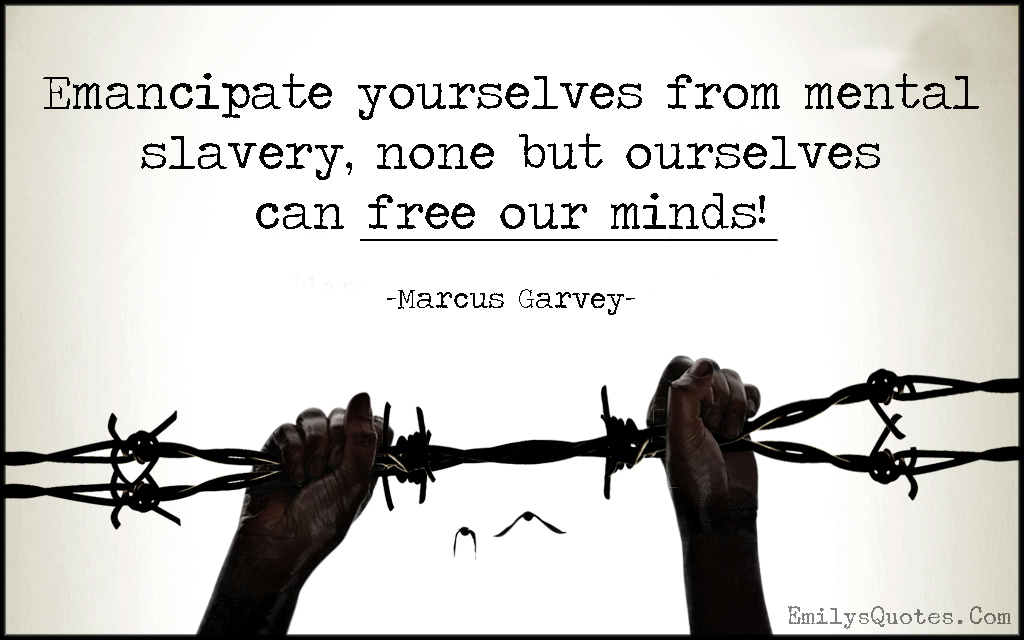 Emancipate yourselves from mental
slavery, none but ourselves
can free our minds!
-Marcus Garvey-
EmilysQuotes.Com